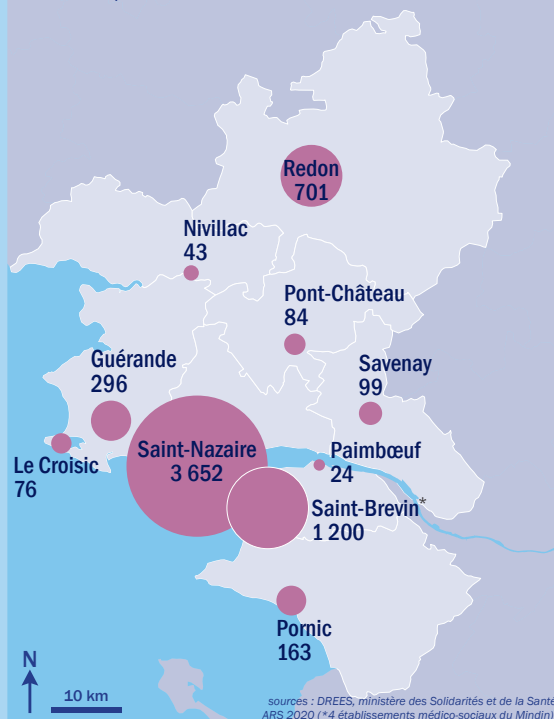 Redon
701
Nivillac
43
Pont-Château
84
Guérande
296
Savenay
99
Saint-Nazaire
3 652
Paimbœuf
24
Le Croisic
76
Saint-Brevin*
1 200
Pornic
163
N
10 km
sources : DREES, ministère des Solidarités et de la Santé
ARS 2020 (*4 établissements médico-sociaux du Mindin)